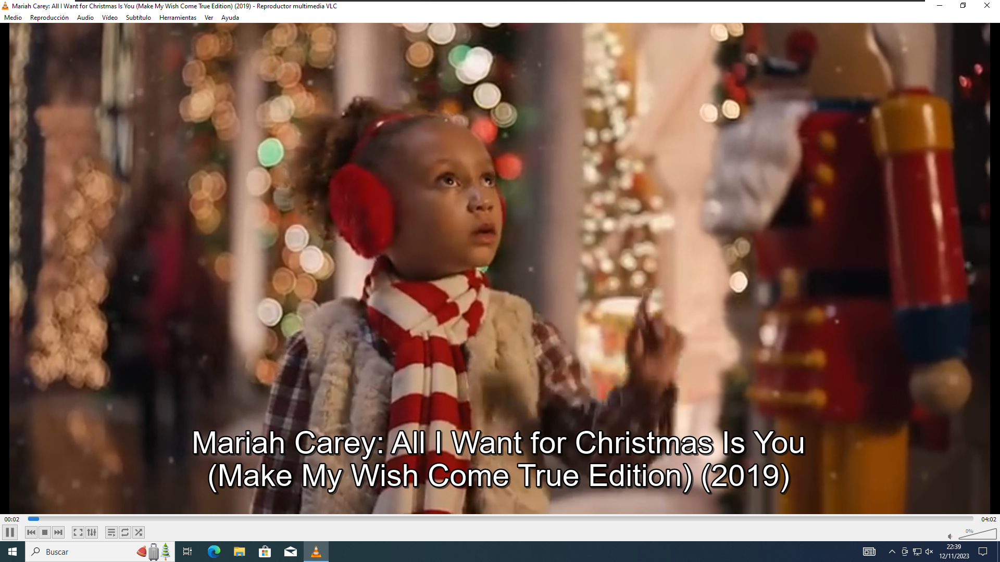 Mariah Carey: All I Want for Christmas Is You (Make My Wish Come True Edition) (2019) - Reproductor multimedia VLC
Medio Reproducción Audio Vídeo Subtítulo Herramientas Ver Ayuda
Mariah Carey: All I Want for Christmas Is You
(Make My Wish Come True Edition) (2019)
00:02
04:02
0%
Buscar
22:39
12/11/2023